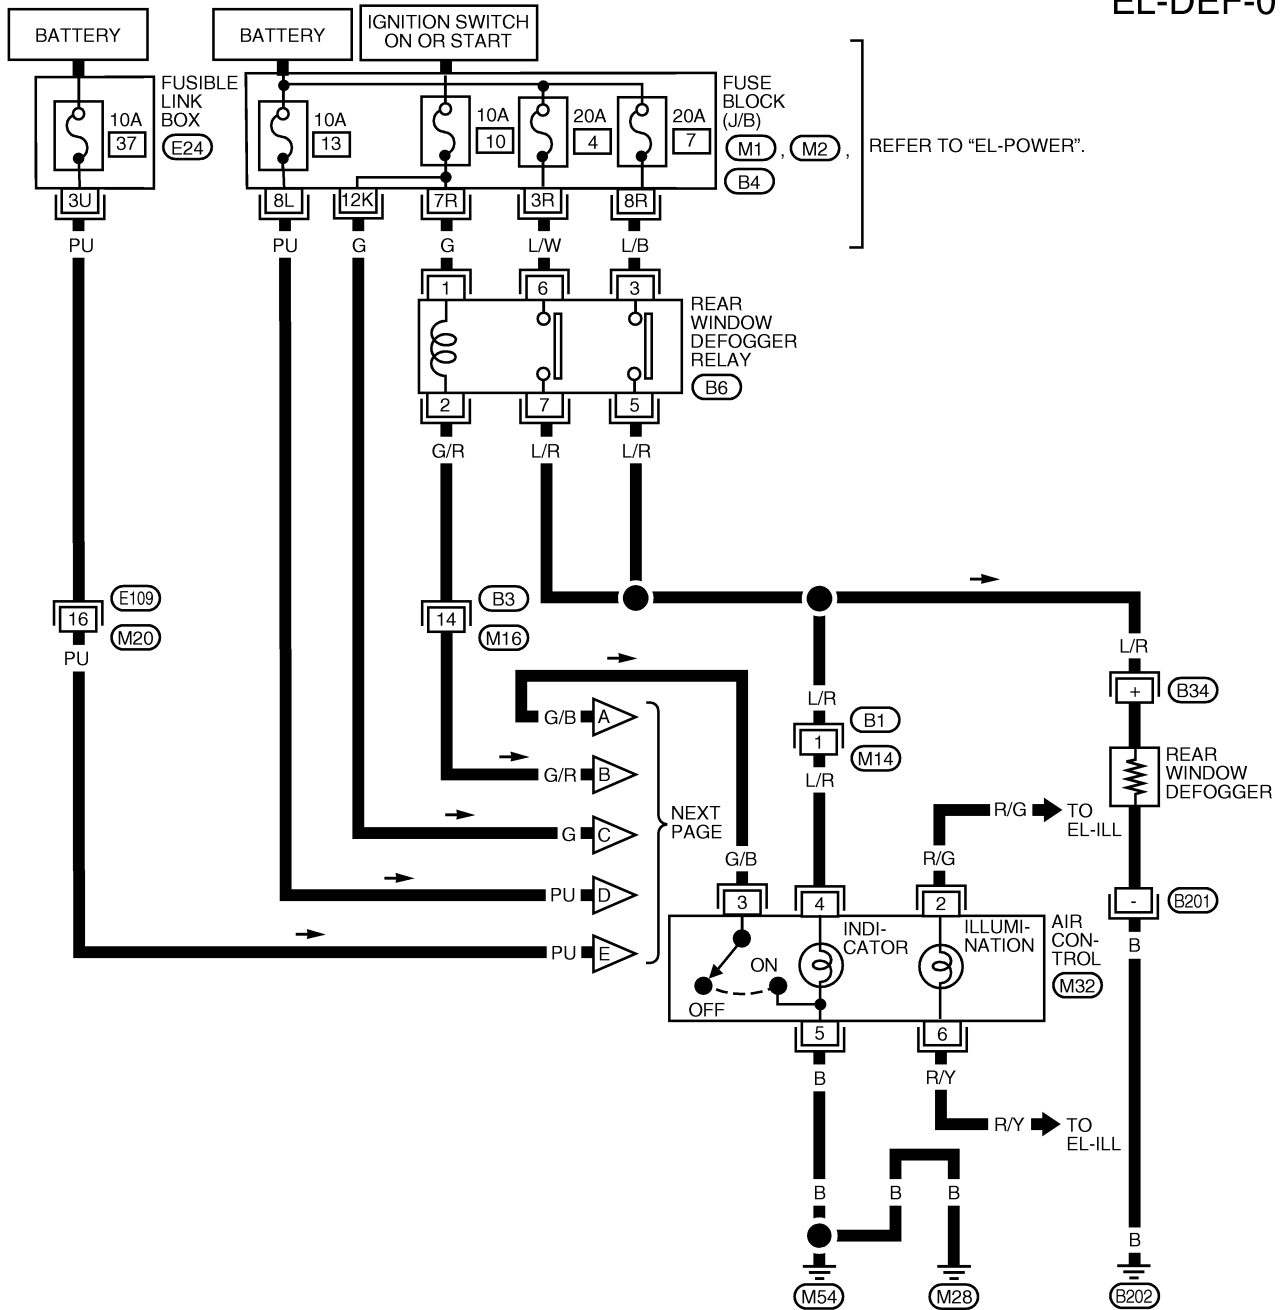 EL-DEF-0
BATTERY
BATTERY
IGNITION SWITCH
ON OR START
FUSIBLE
LINK
BOX
E24
10A
37
10A
13
10A
10
20A
4
20A
7
FUSE
BLOCK
(J/B)
M1 , M2 ,
B4
REFER TO “EL-POWER”.
3U
8L
12K
7R
3R
8R
PU
PU
G
G
L/W
L/B
1
6
3
REAR
WINDOW
DEFOGGER
RELAY
B6
2
7
5
G/R
L/R
L/R
16
E109
M20
PU
14
B3
M16
L/R
+
B34
G/B A
G/R B
G C
PU D
PU E
NEXT
PAGE
L/R
1
B1
M14
L/R
REAR
WINDOW
DEFOGGER
R/G
TO
EL-ILL
G/B
R/G
3
4
2
-
B201
B
INDI-
CATOR
ILLUMI-
NATION
AIR
CON-
TROL
M32
ON
OFF
5
6
B
R/Y
R/Y
TO
EL-ILL
B
B
B
B
M54
M28
B202